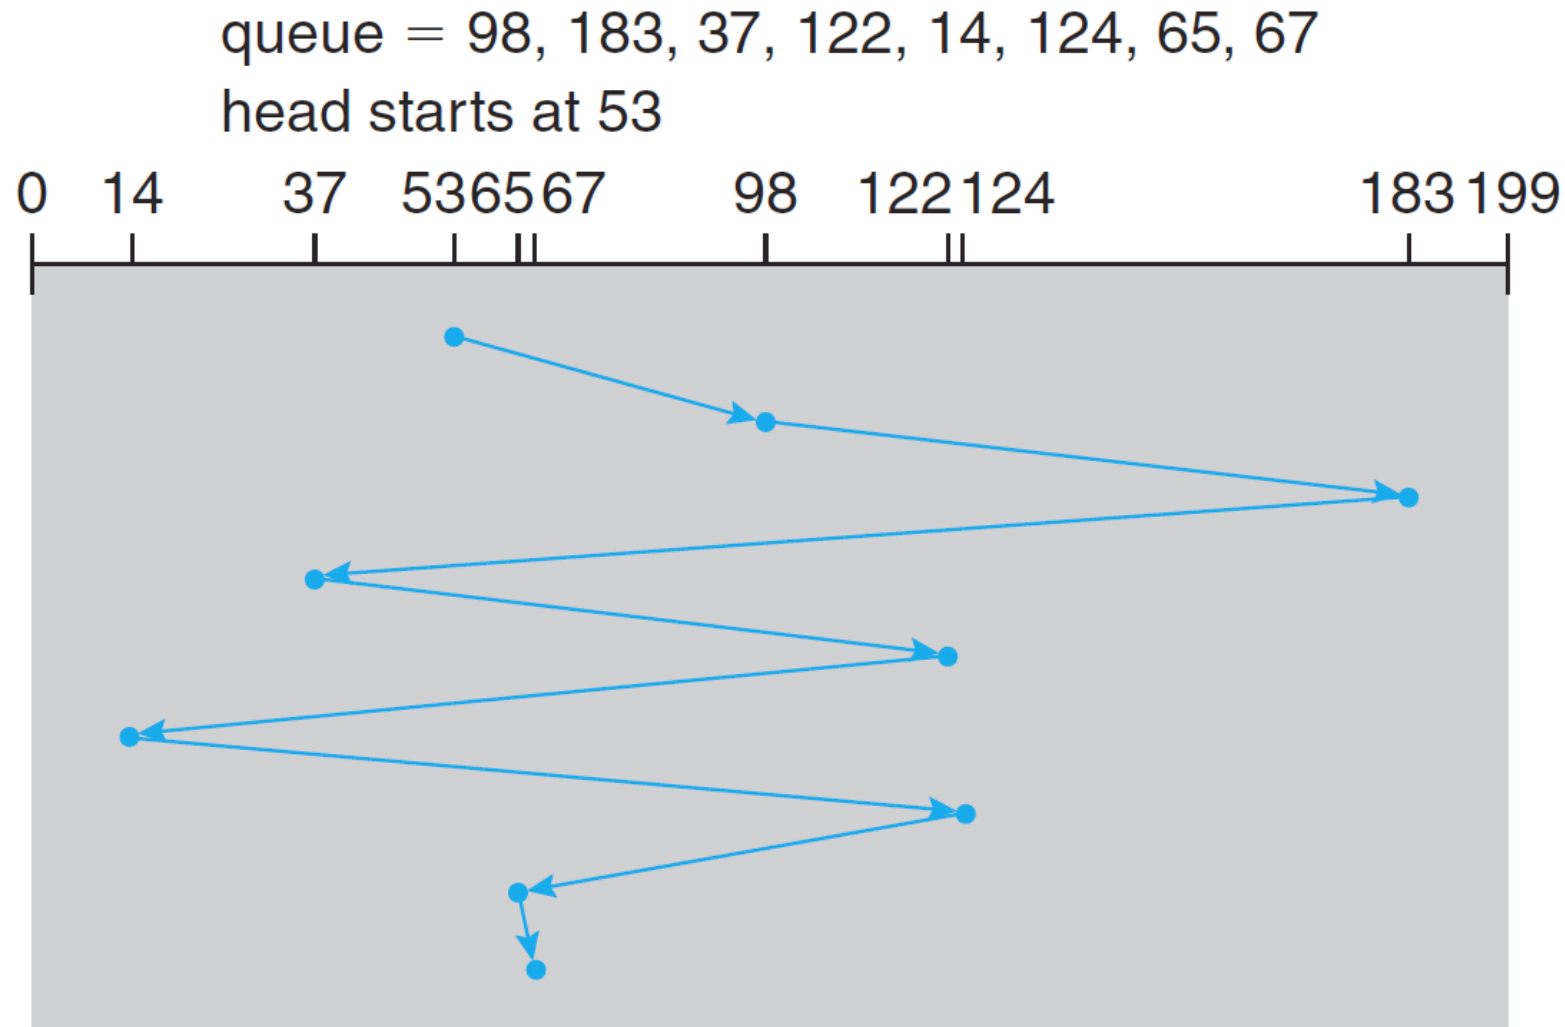 queue = 98, 183, 37, 122, 14, 124, 65, 67
head starts at 53
0 14 37 53 65 67 98 122 124 183 199